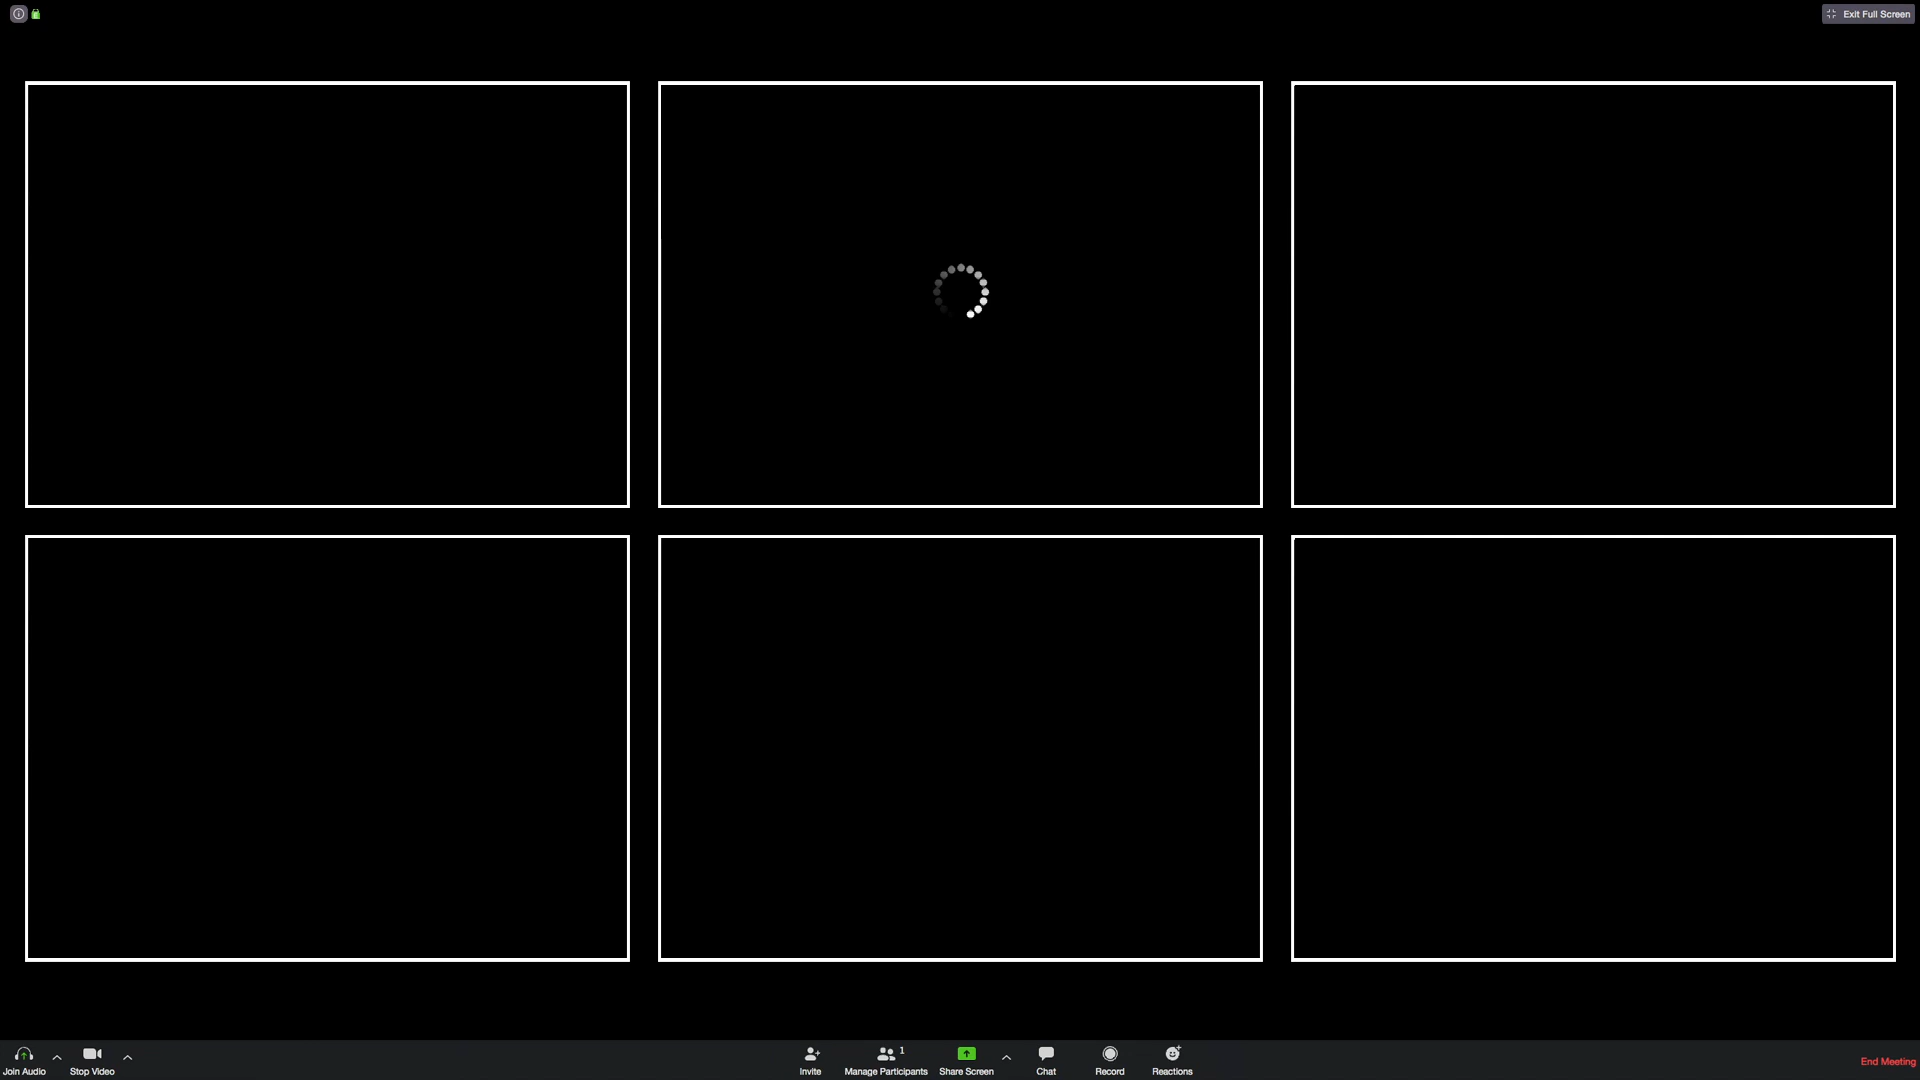 Exit Full Screen
1
Join Audio Stop Video Invite Manage Participants Share Screen Chat Record Reactions End Meeting